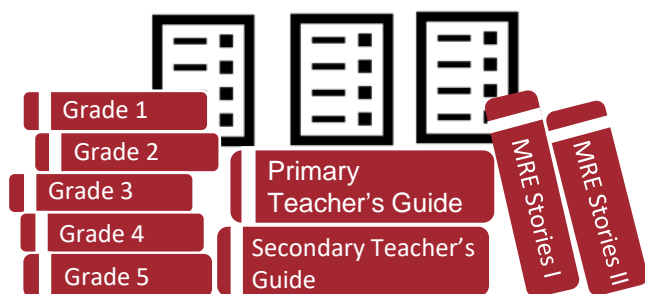 Grade 1
Grade 2
Grade 3
Grade 4
Grade 5
Primary
Teacher's Guide
Secondary Teacher's
Guide
MRE Stories I
MRE Stories II